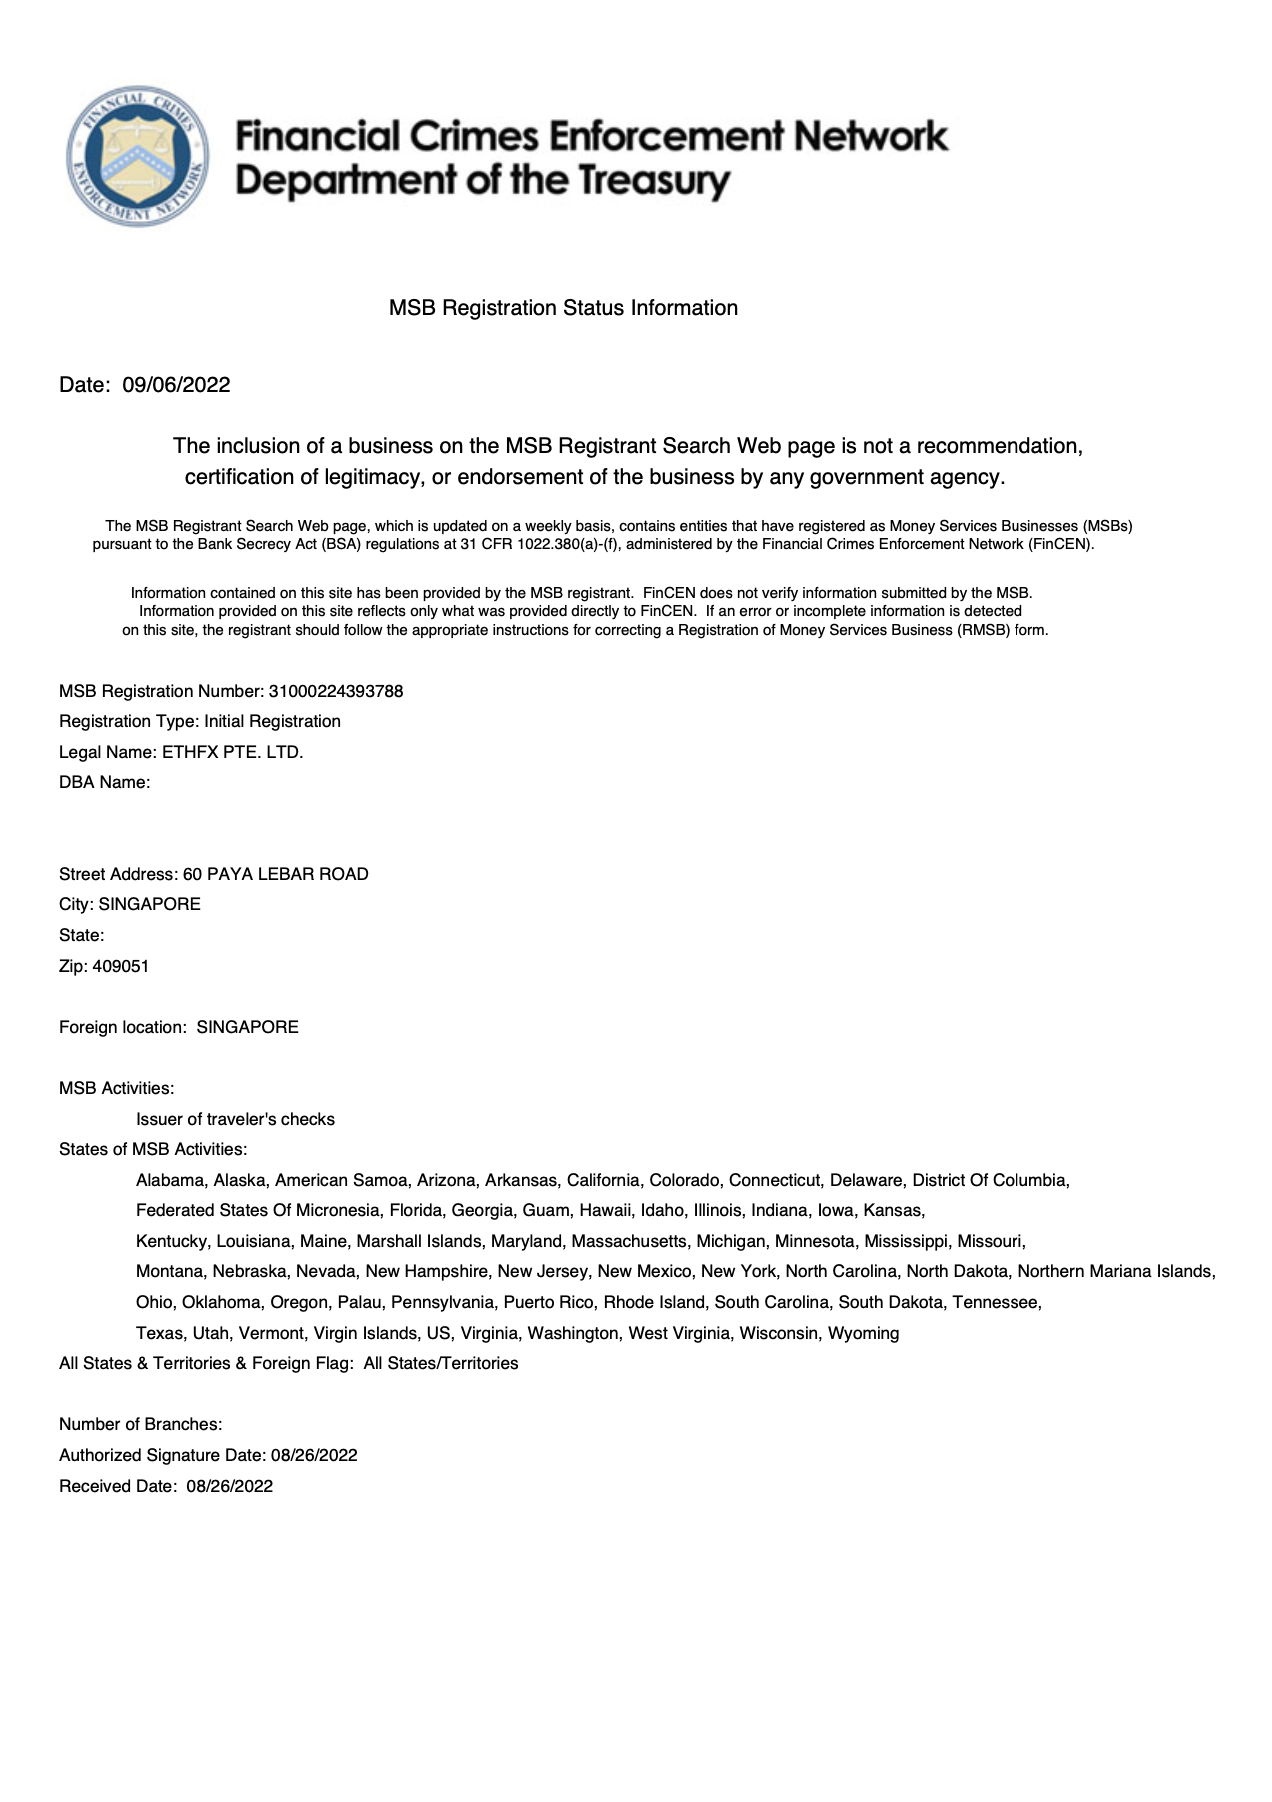 FINANCIAL CRIMES
ENFORCEMENT NETWORK
Financial Crimes Enforcement Network
Department of the Treasury
MSB Registration Status Information
Date:  09/06/2022
The inclusion of a business on the MSB Registrant Search Web page is not a recommendation,
certification of legitimacy, or endorsement of the business by any government agency.
The MSB Registrant Search Web page, which is updated on a weekly basis, contains entities that have registered as Money Services Businesses (MSBs)
pursuant to the Bank Secrecy Act (BSA) regulations at 31 CFR 1022.380(a)-(f), administered by the Financial Crimes Enforcement Network (FinCEN).
Information contained on this site has been provided by the MSB registrant.  FinCEN does not verify information submitted by the MSB.
Information provided on this site reflects only what was provided directly to FinCEN.  If an error or incomplete information is detected
on this site, the registrant should follow the appropriate instructions for correcting a Registration of Money Services Business (RMSB) form.
MSB Registration Number: 31000224393788
Registration Type: Initial Registration
Legal Name: ETHFX PTE. LTD.
DBA Name:
Street Address: 60 PAYA LEBAR ROAD
City: SINGAPORE
State:
Zip: 409051
Foreign location:  SINGAPORE
MSB Activities:
Issuer of traveler's checks
States of MSB Activities:
Alabama, Alaska, American Samoa, Arizona, Arkansas, California, Colorado, Connecticut, Delaware, District Of Columbia,
Federated States Of Micronesia, Florida, Georgia, Guam, Hawaii, Idaho, Illinois, Indiana, Iowa, Kansas,
Kentucky, Louisiana, Maine, Marshall Islands, Maryland, Massachusetts, Michigan, Minnesota, Mississippi, Missouri,
Montana, Nebraska, Nevada, New Hampshire, New Jersey, New Mexico, New York, North Carolina, North Dakota, Northern Mariana Islands,
Ohio, Oklahoma, Oregon, Palau, Pennsylvania, Puerto Rico, Rhode Island, South Carolina, South Dakota, Tennessee,
Texas, Utah, Vermont, Virgin Islands, US, Virginia, Washington, West Virginia, Wisconsin, Wyoming
All States & Territories & Foreign Flag:  All States/Territories
Number of Branches:
Authorized Signature Date: 08/26/2022
Received Date:  08/26/2022